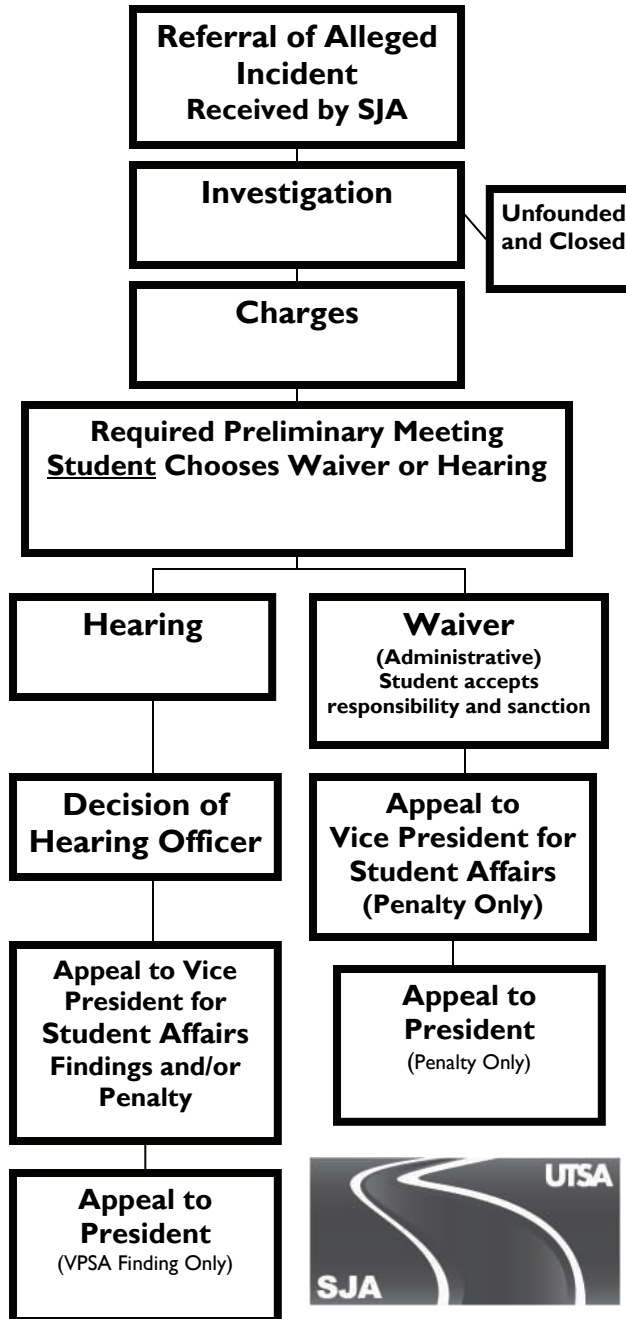 Referral of Alleged
Incident
Received by SJA
Investigation
Unfounded
and Closed
Charges
Required Preliminary Meeting
Student Chooses Waiver or Hearing
Hearing
Waiver
(Administrative)
Student accepts
responsibility and sanction
Decision of
Hearing Officer
Appeal to
Vice President for
Student Affairs
(Penalty Only)
Appeal to Vice
President for
Student Affairs
Findings and/or
Penalty
Appeal to
President
(Penalty Only)
Appeal to
President
(VPSA Finding Only)
UTSA
SJA